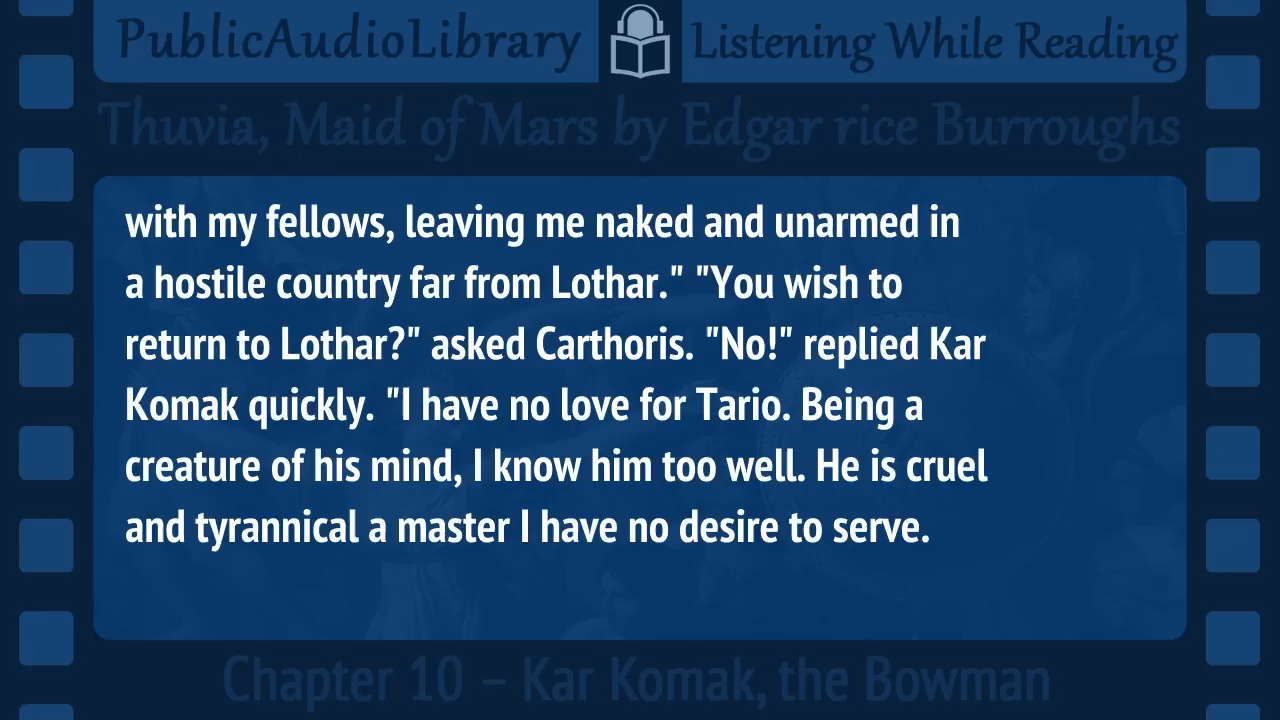 PublicAudioLibrary Listening While Reading
Thuvia, Maid of Mars by Edgar rice Burroughs
with my fellows, leaving me naked and unarmed in
a hostile country far from Lothar." "You wish to
return to Lothar?" asked Carthoris. "No!" replied Kar
Komak quickly. "I have no love for Tario. Being a
creature of his mind, I know him too well. He is cruel
and tyrannical a master I have no desire to serve.
Chapter 10 – Kar Komak, the Bowman